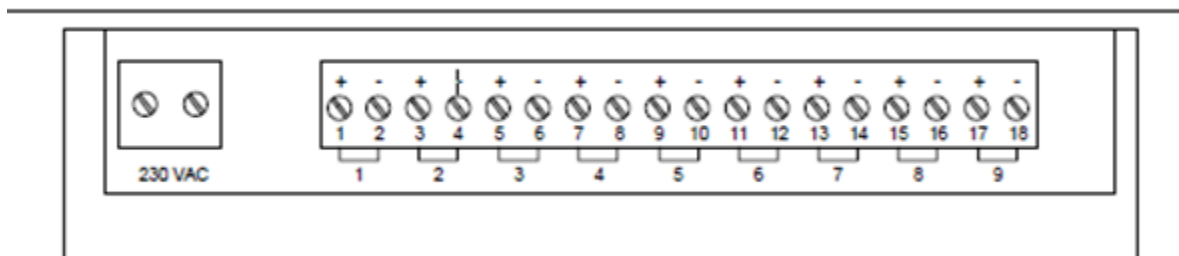 + - + + - + - + - + - + - + - + -
1 2 3 4 5 6 7 8 9 10 11 12 13 14 15 16 17 18
230 VAC 1 2 3 4 5 6 7 8 9